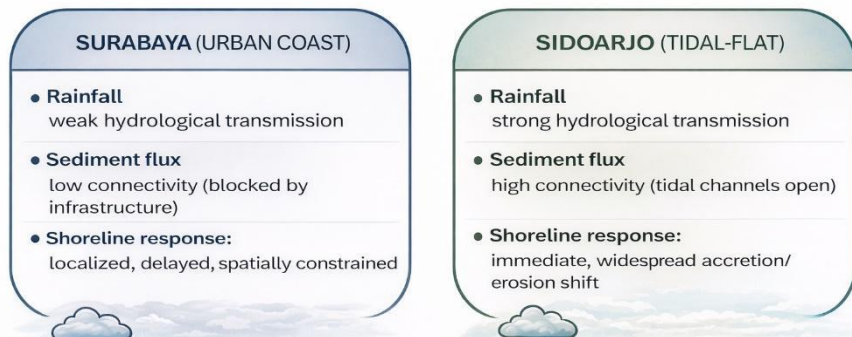 SURABAYA (URBAN COAST)
• Rainfall
weak hydrological transmission
• Sediment flux
low connectivity (blocked by
infrastructure)
• Shoreline response:
localized, delayed, spatially constrained
SIDOARJO (TIDAL-FLAT)
• Rainfall
strong hydrological transmission
• Sediment flux
high connectivity (tidal channels open)
• Shoreline response:
immediate, widespread accretion/
erosion shift